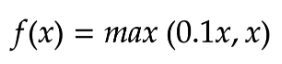 f(x) = max (0.1x, x)